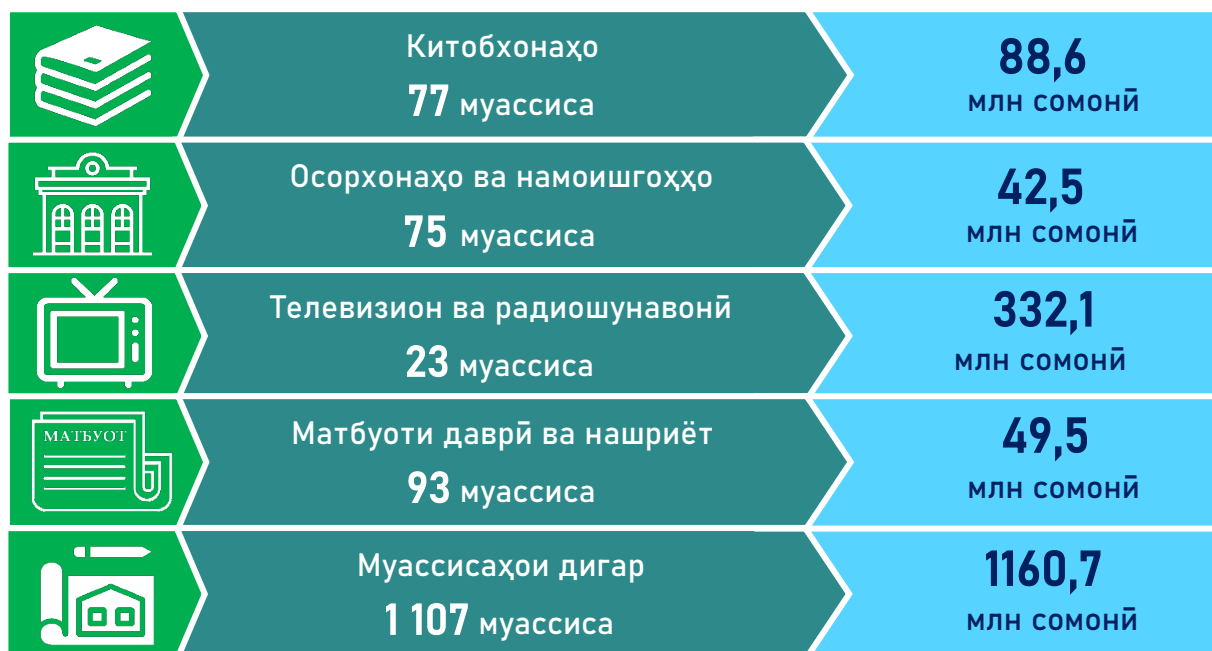 Китобхонаҳо
77 муассиса
88,6
млн сомонӣ
Осорхонаҳо ва намоишгоҳҳо
75 муассиса
42,5
млн сомонӣ
Телевизион ва радиошунавонӣ
23 муассиса
332,1
млн сомонӣ
МАТБУОТ
Матбуоти даврӣ ва нашриёт
93 муассиса
49,5
млн сомонӣ
Муассисаҳои дигар
1 107 муассиса
1160,7
млн сомонӣ